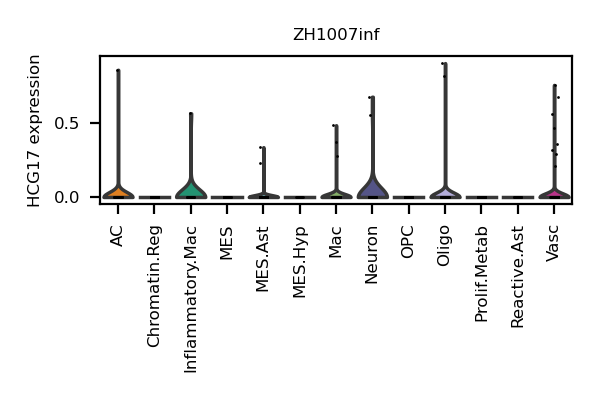 ZH1007inf
HCG17 expression
0.5
0.0
AC
Chromatin.Reg
Inflammatory.Mac
MES
MES.Ast
MES.Hyp
Mac
Neuron
OPC
Oligo
Prolif.Metab
Reactive.Ast
Vasc